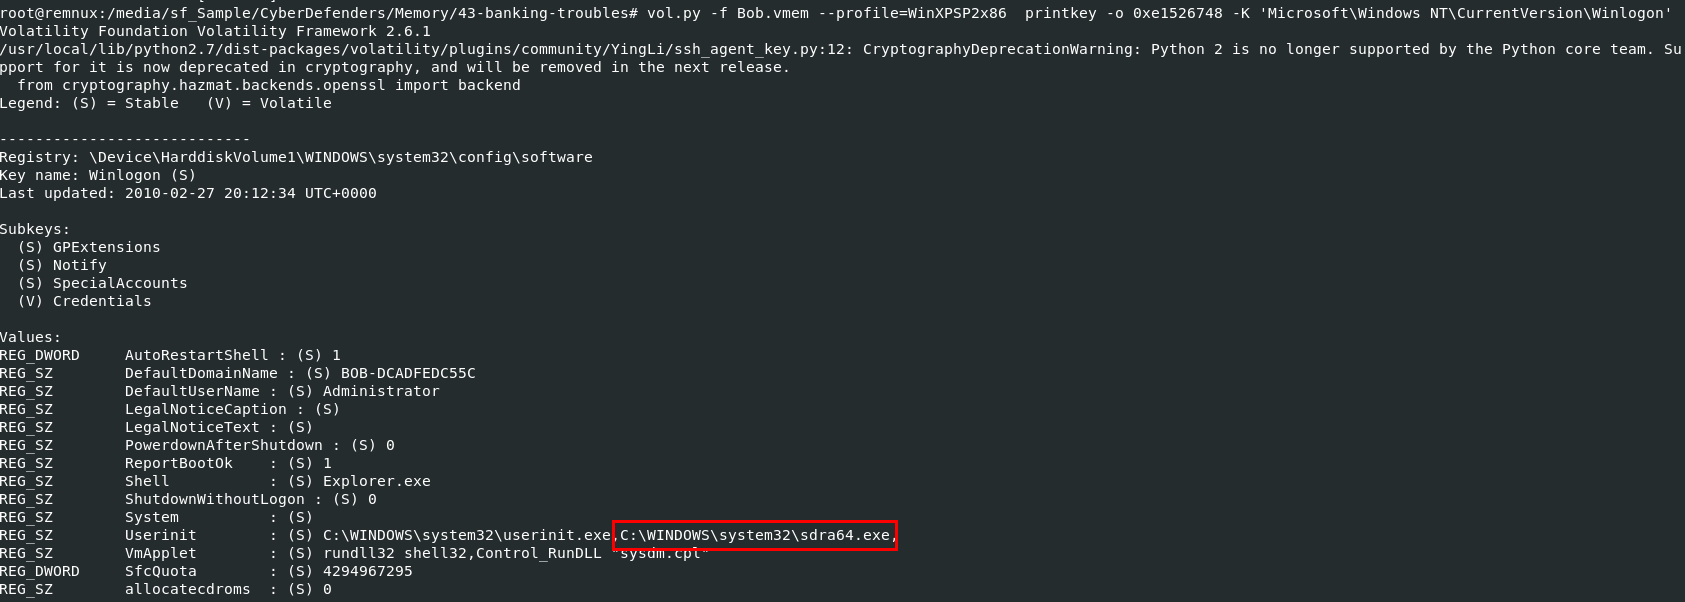 root@remnux:/media/sf_Sample/CyberDefenders/Memory/43-banking-troubles# vol.py -f Bob.vmem --profile=WinXPSP2x86  printkey -o 0xe1526748 -K 'Microsoft\Windows NT\CurrentVersion\Winlogon'
Volatility Foundation Volatility Framework 2.6.1
/usr/local/lib/python2.7/dist-packages/volatility/plugins/community/YingLi/ssh_agent_key.py:12: CryptographyDeprecationWarning: Python 2 is no longer supported by the Python core team. Su
pport for it is now deprecated in cryptography, and will be removed in the next release.
  from cryptography.hazmat.backends.openssl import backend
Legend: (S) = Stable   (V) = Volatile

----------------------------
Registry: \Device\HarddiskVolume1\WINDOWS\system32\config\software
Key name: Winlogon (S)
Last updated: 2010-02-27 20:12:34 UTC+0000

Subkeys:
  (S) GPExtensions
  (S) Notify
  (S) SpecialAccounts
  (V) Credentials

Values:
REG_DWORD     AutoRestartShell : (S) 1
REG_SZ        DefaultDomainName : (S) BOB-DCADFEDC55C
REG_SZ        DefaultUserName : (S) Administrator
REG_SZ        LegalNoticeCaption : (S)
REG_SZ        LegalNoticeText : (S)
REG_SZ        PowerdownAfterShutdown : (S) 0
REG_SZ        ReportBootOk    : (S) 1
REG_SZ        Shell           : (S) Explorer.exe
REG_SZ        ShutdownWithoutLogon : (S) 0
REG_SZ        System          : (S)
REG_SZ        Userinit        : (S) C:\WINDOWS\system32\userinit.exe,C:\WINDOWS\system32\sdra64.exe,
REG_SZ        VmApplet        : (S) rundll32 shell32,Control_RunDLL "sysdm.cpl"
REG_DWORD     SfcQuota        : (S) 4294967295
REG_SZ        allocatecdroms  : (S) 0